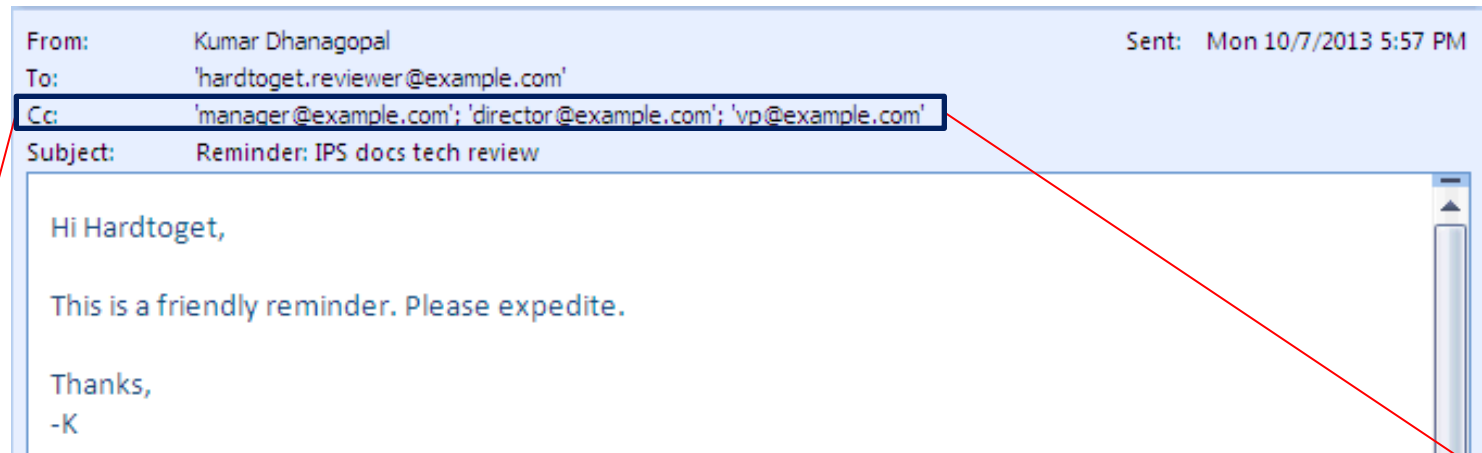 From: Kumar Dhanagopal Sent: Mon 10/7/2013 5:57 PM
To: 'hardtoget.reviewer@example.com'
Cc: 'manager@example.com'; 'director@example.com'; 'vp@example.com'
Subject: Reminder: IPS docs tech review
Hi Hardtoget,
This is a friendly reminder. Please expedite.
Thanks,
-K